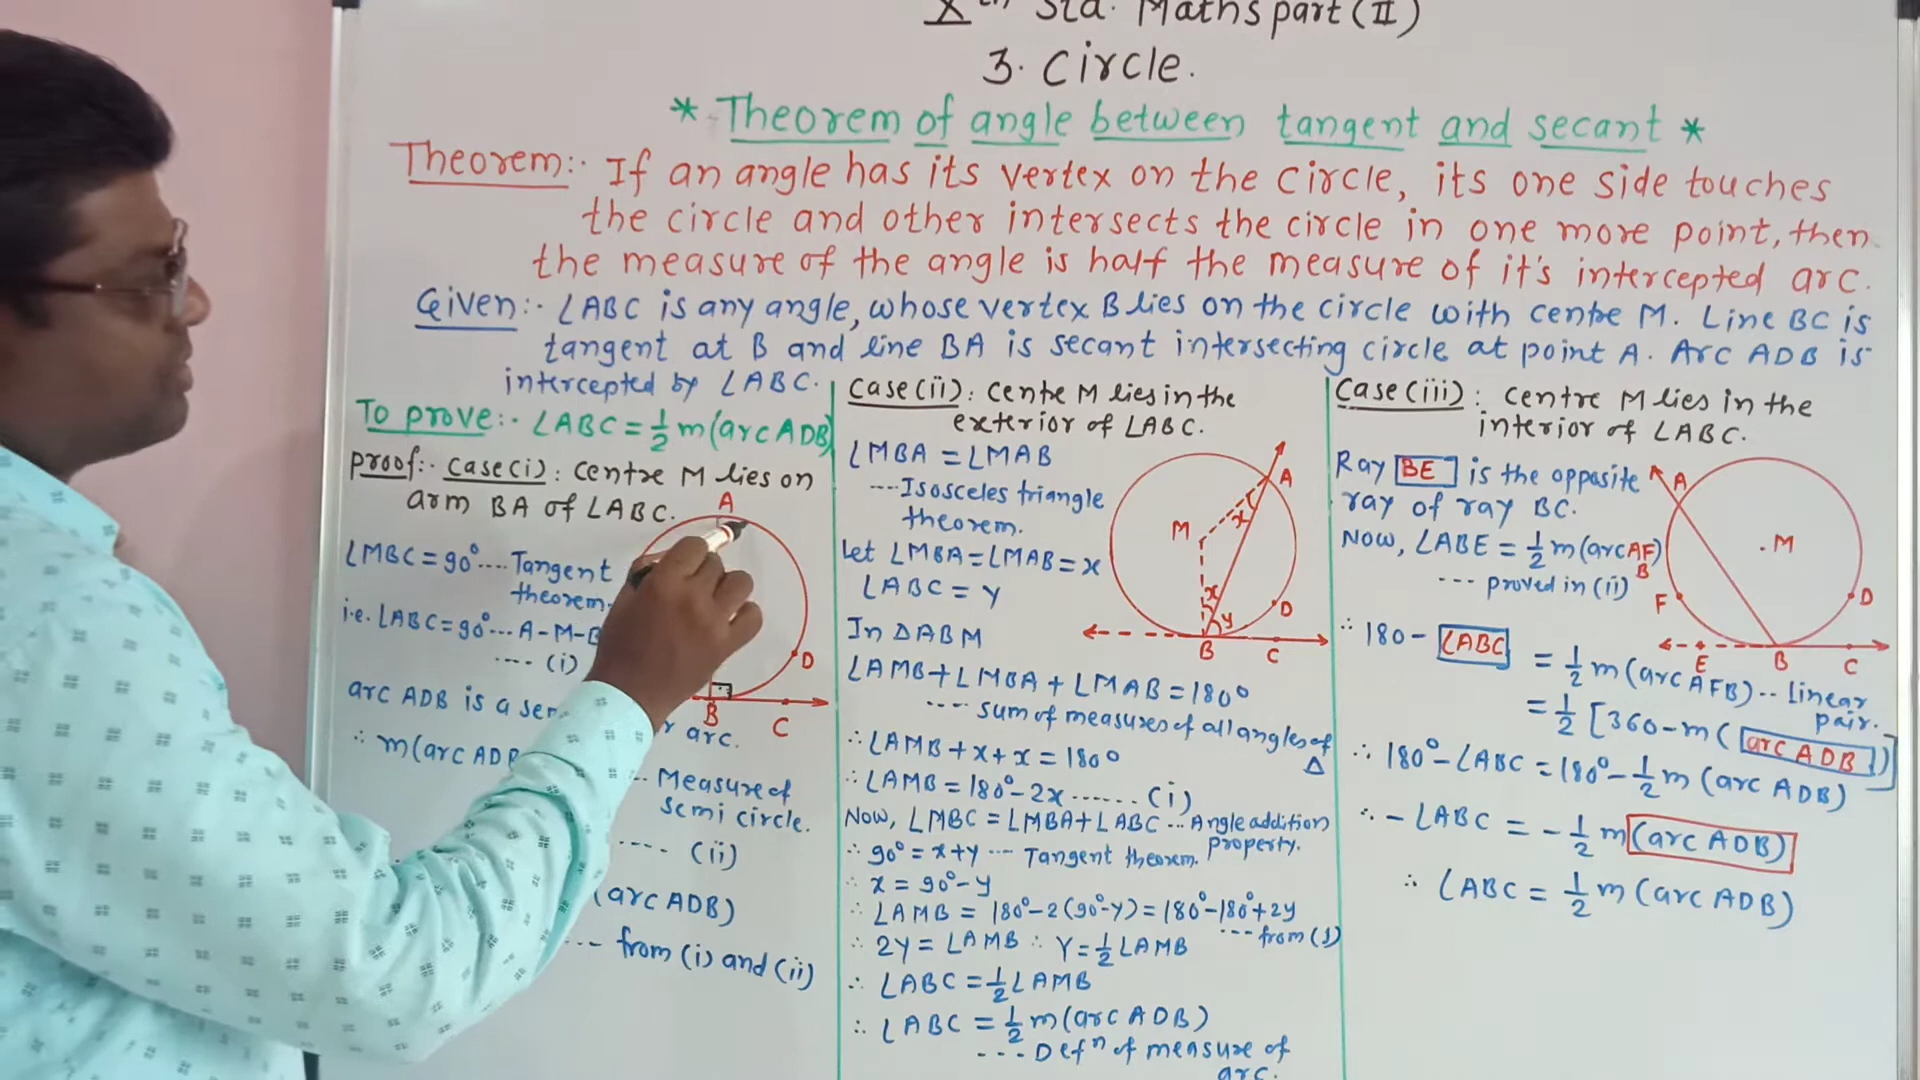 Xth Std. Maths part (II)
3. Circle.
* Theorem of angle between tangent and secant *
Theorem:- If an angle has its vertex on the circle, its one side touches
the circle and other intersects the circle in one more point, then
the measure of the angle is half the measure of it's intercepted arc.
Given:- ∠ABC is any angle, whose vertex B lies on the circle with centre M. Line BC is
tangent at B and line BA is secant intersecting circle at point A. Arc ADB is
intercepted by ∠ABC.
To prove:- ∠ABC = 1/2 m(arc ADB)
Proof:- Case(i): Centre M lies on
arm BA of ∠ABC.
A
∠MBC = 90° .... Tangent
theorem.
i.e. ∠ABC = 90° ... A-M-B
.... (i)
D
B
C
arc ADB is a
arc.
∴ m(arc ADB
... Measure of
semi circle.
.... (ii)
(arc ADB)
... from (i) and (ii)
Case(ii): Centre M lies in the
exterior of ∠ABC.
∠MBA = ∠MAB
.... Isosceles triangle
theorem.
Let ∠MBA = ∠MAB = x
∠ABC = y
In ΔABM
∠AMB + ∠MBA + ∠MAB = 180°
.... sum of measures of all angles of
Δ
∴ ∠AMB + x + x = 180°
∴ ∠AMB = 180° - 2x ...... (i)
Now, ∠MBC = ∠MBA + ∠ABC ... Angle addition
property.
∴ 90° = x + y .... Tangent theorem.
∴ x = 90° - y
∴ ∠AMB = 180° - 2(90° - y) = 180° - 180° + 2y
.... from (1)
∴ 2y = ∠AMB ∴ y = 1/2 ∠AMB
∴ ∠ABC = 1/2 ∠AMB
∴ ∠ABC = 1/2 m(arc ADB)
.... Defn of measure of
arc.
A
M
x
x
y
D
B
C
Case(iii): Centre M lies in the
interior of ∠ABC.
Ray BE is the opposite
ray of ray BC.
Now, ∠ABE = 1/2 m(arc AFB)
.... proved in (ii)
∴ 180 - ∠ABC = 1/2 m(arc AFB) .. linear
pair.
= 1/2 [360 - m(arc ADB)]
∴ 180° - ∠ABC = 180° - 1/2 m(arc ADB)
∴ - ∠ABC = - 1/2 m(arc ADB)
∴ ∠ABC = 1/2 m(arc ADB)
A
M
F
D
E
B
C